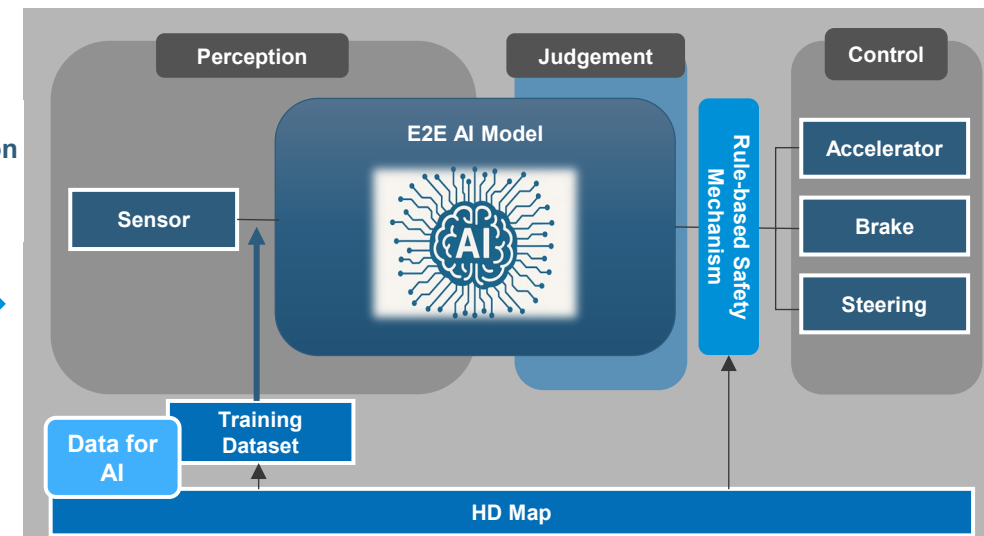 Perception
Judgement
Control
E2E AI Model
AI
on
Sensor
Rule-based Safety
Mechanism
Accelerator
Brake
Steering
Training
Dataset
Data for
AI
HD Map